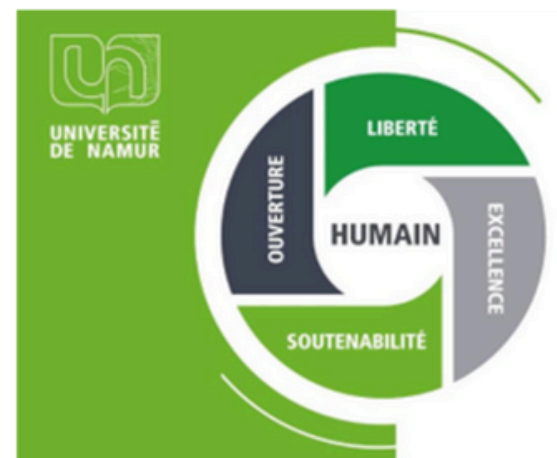 UNIVERSITÉ
DE NAMUR
LIBERTÉ
OUVERTURE
HUMAIN
EXCELLENCE
SOUTENABILITÉ